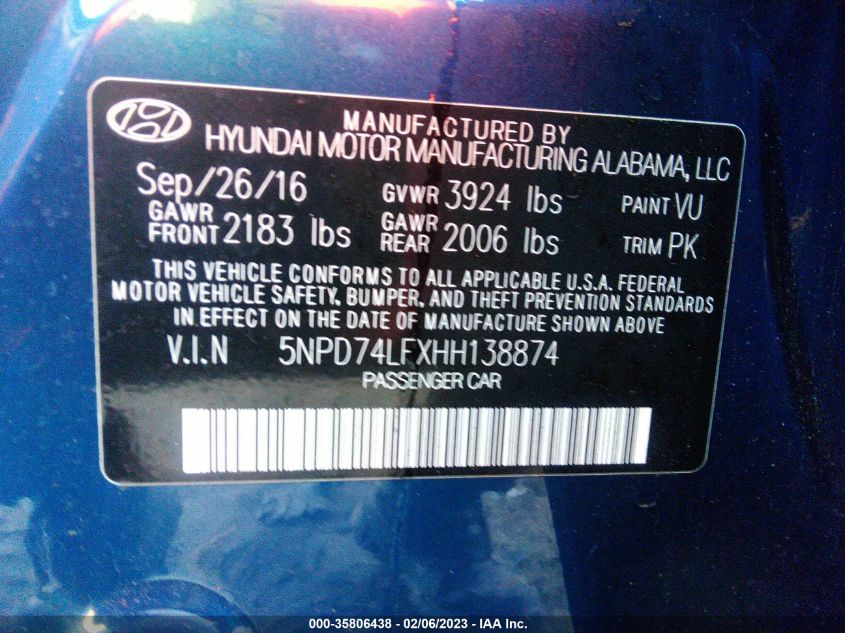 MANUFACTURED BY
HYUNDAI MOTOR MANUFACTURING ALABAMA, LLC
Sep/26/16 GVWR 3924 lbs PAINT VU
GAWR FRONT 2183 lbs GAWR REAR 2006 lbs TRIM PK
THIS VEHICLE CONFORMS TO ALL APPLICABLE U.S.A. FEDERAL
MOTOR VEHICLE SAFETY, BUMPER, AND THEFT PREVENTION STANDARDS
IN EFFECT ON THE DATE OF MANUFACTURE SHOWN ABOVE
V.I.N 5NPD74LFXHH138874
PASSENGER CAR
000-35806438 - 02/06/2023 - IAA Inc.